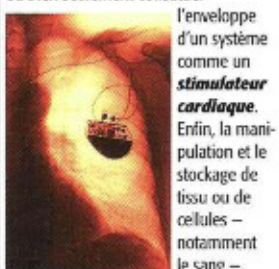 l'enveloppe
d'un système
comme un
stimulateur
cardiaque.
Enfin, la mani-
pulation et le
stockage de
tissu ou de
cellules –
notamment
le sang –